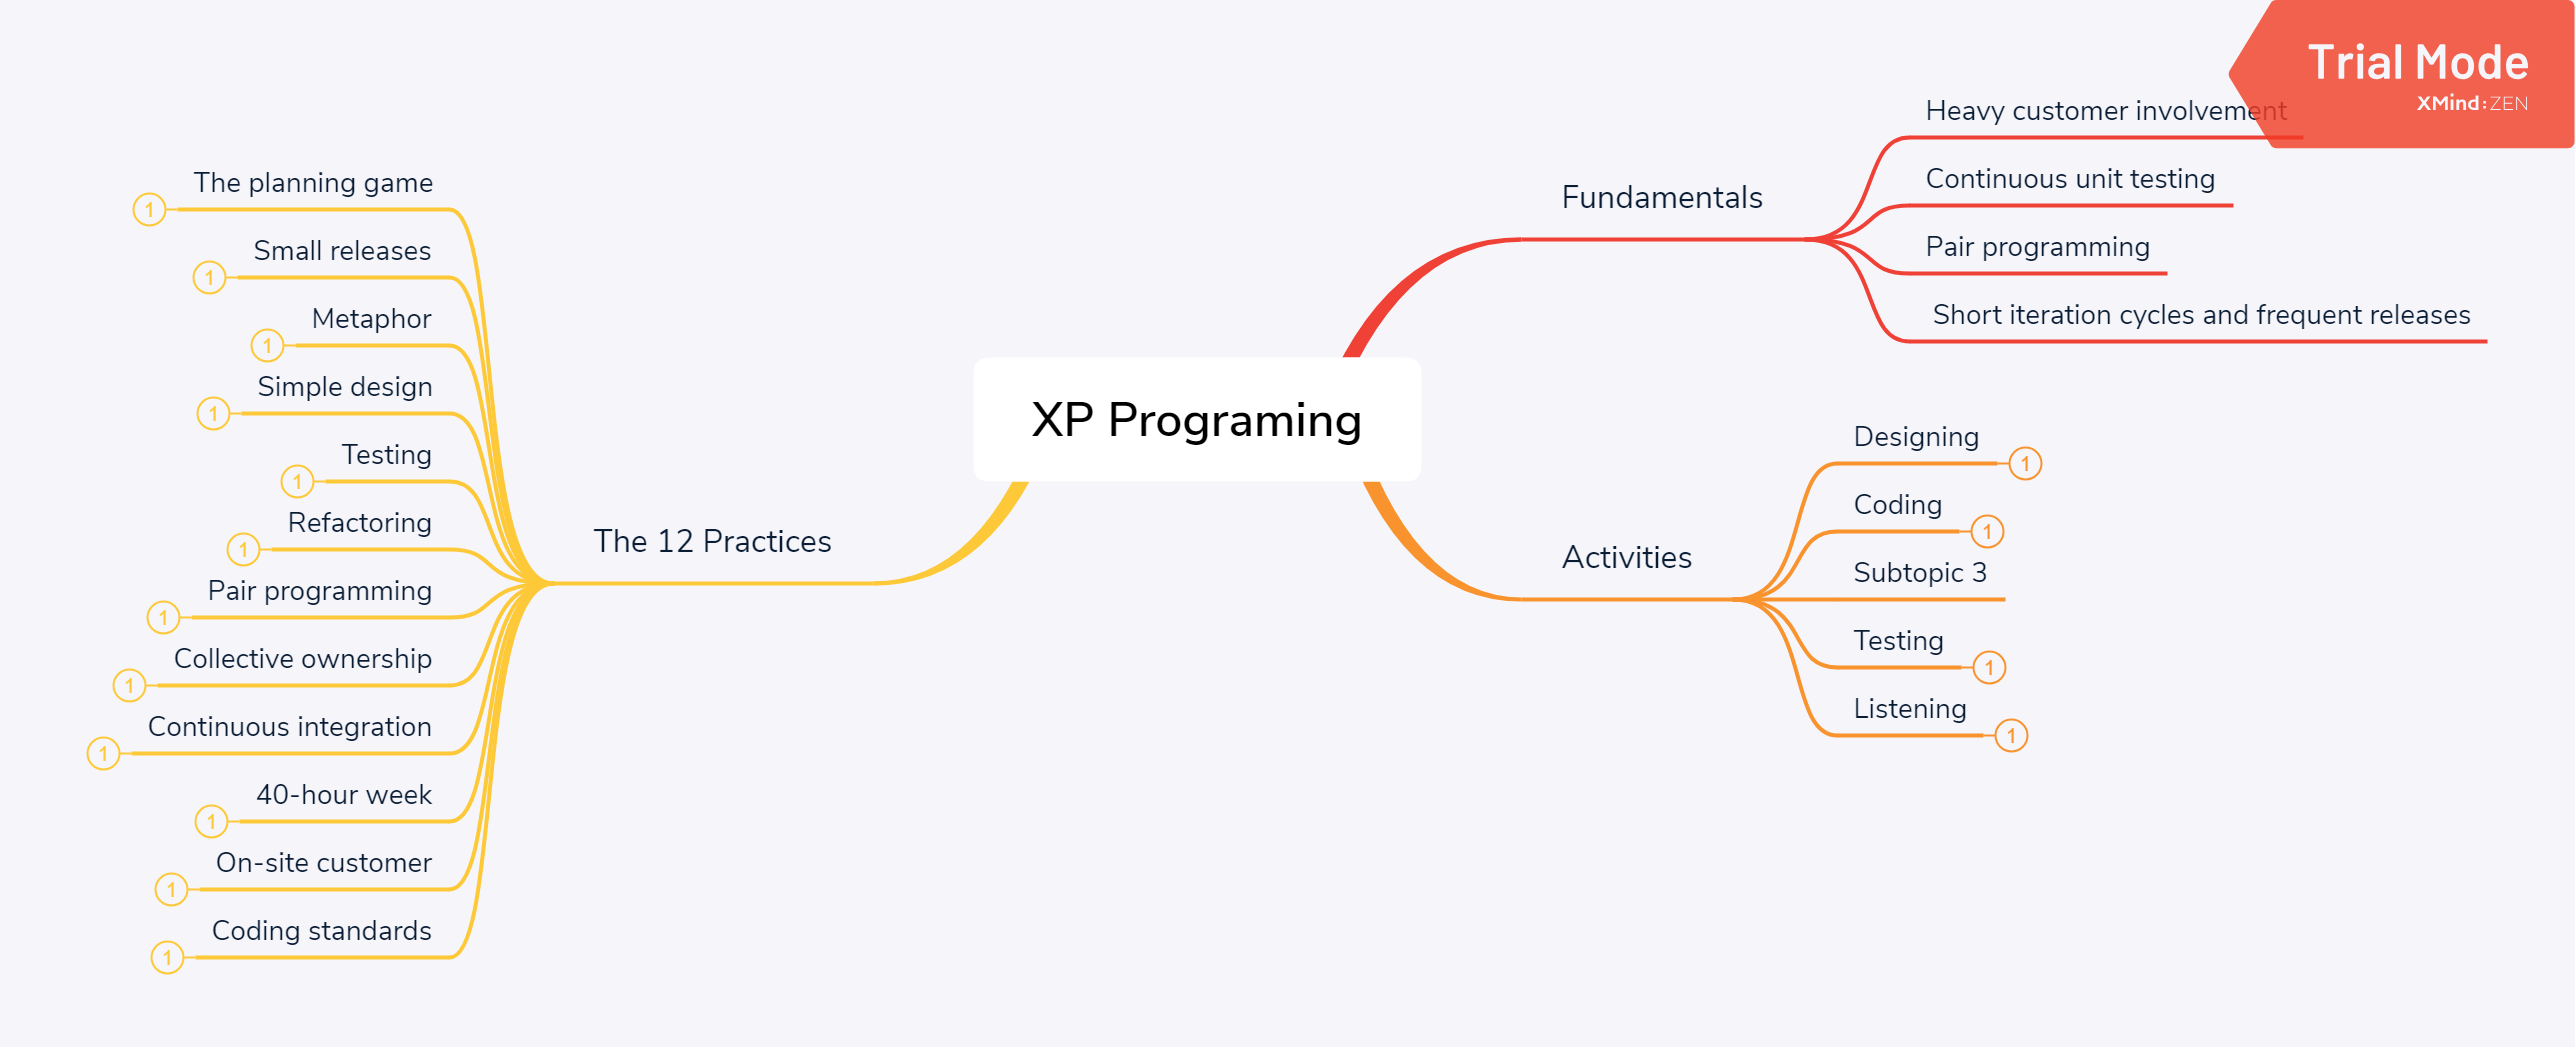 Trial Mode
XMind:ZEN
XP Programing
Fundamentals
Heavy customer involvement
Continuous unit testing
Pair programming
Short iteration cycles and frequent releases
Activities
Designing
1
Coding
1
Subtopic 3
Testing
1
Listening
1
The 12 Practices
The planning game
1
Small releases
1
Metaphor
1
Simple design
1
Testing
1
Refactoring
1
Pair programming
1
Collective ownership
1
Continuous integration
1
40-hour week
1
On-site customer
1
Coding standards
1